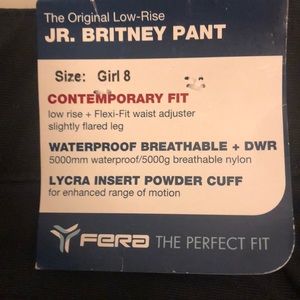 The Original Low-Rise
JR. BRITNEY PANT
Size: Girl 8
CONTEMPORARY FIT
low rise + Flexi-Fit waist adjuster
slightly flared leg
WATERPROOF BREATHABLE + DWR
5000mm waterproof/5000g breathable nylon
LYCRA INSERT POWDER CUFF
for enhanced range of motion
FERA THE PERFECT FIT